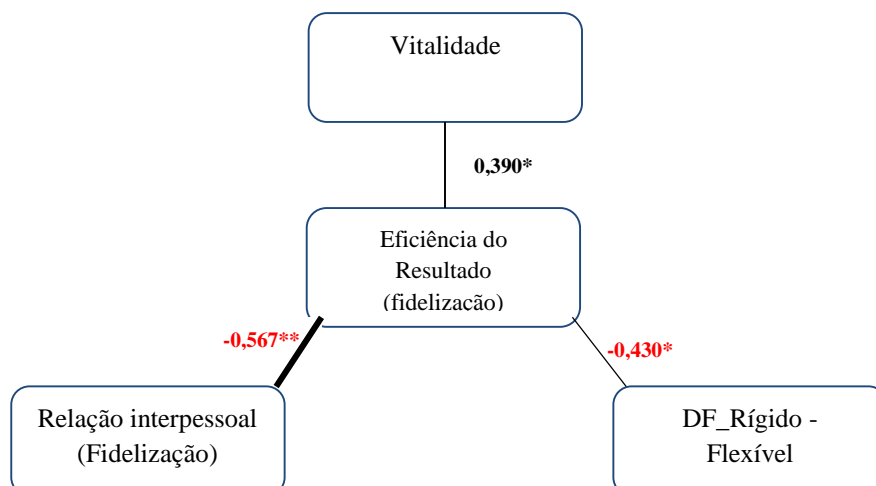 Vitalidade
0,390*
Eficiência do
Resultado
(fidelização)
-0,567**
-0,430*
Relação interpessoal
(Fidelização)
DF_Rígido -
Flexível